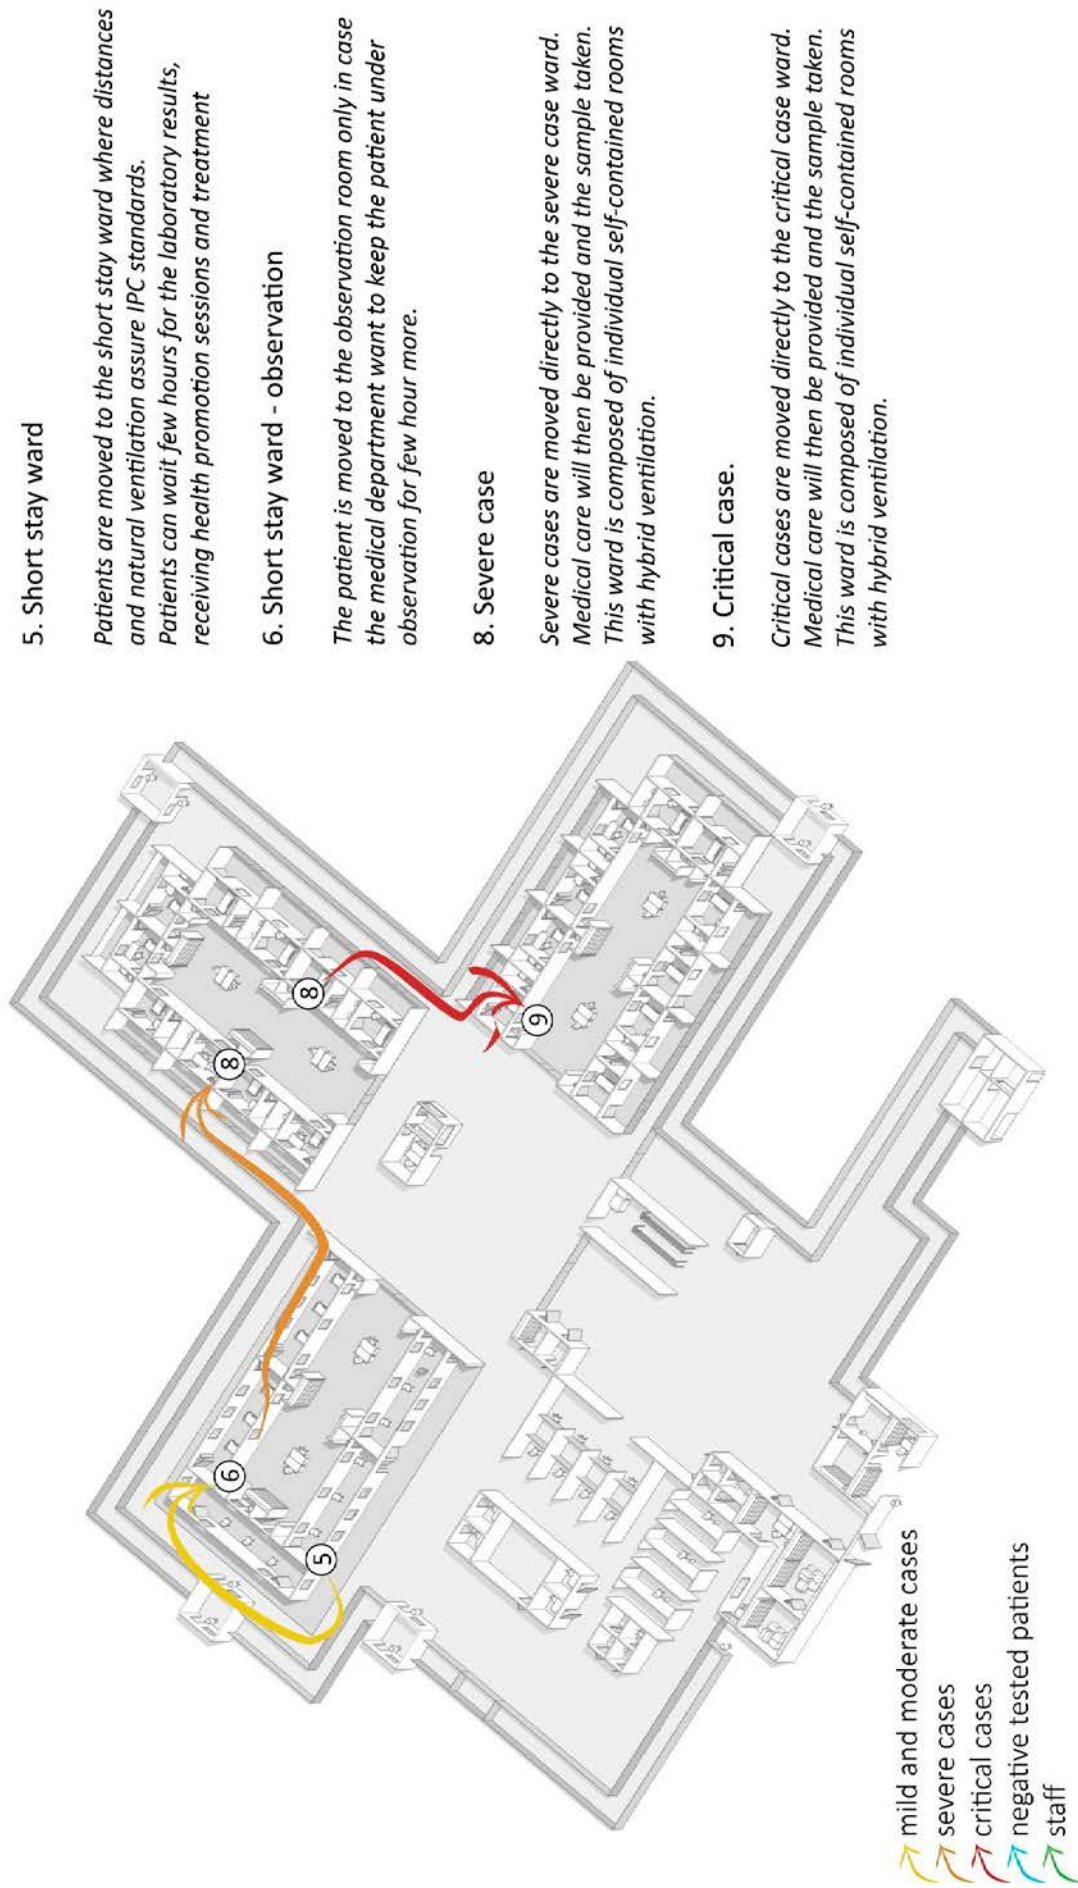 5. Short stay ward
Patients are moved to the short stay ward where distances
and natural ventilation assure IPC standards.
Patients can wait few hours for the laboratory results,
receiving health promotion sessions and treatment
6. Short stay ward - observation
The patient is moved to the observation room only in case
the medical department want to keep the patient under
observation for few hour more.
8. Severe case
Severe cases are moved directly to the severe case ward.
Medical care will then be provided and the sample taken.
This ward is composed of individual self-contained rooms
with hybrid ventilation.
9. Critical case.
Critical cases are moved directly to the critical case ward.
Medical care will then be provided and the sample taken.
This ward is composed of individual self-contained rooms
with hybrid ventilation.
5
6
8
8
9
mild and moderate cases
severe cases
critical cases
negative tested patients
staff